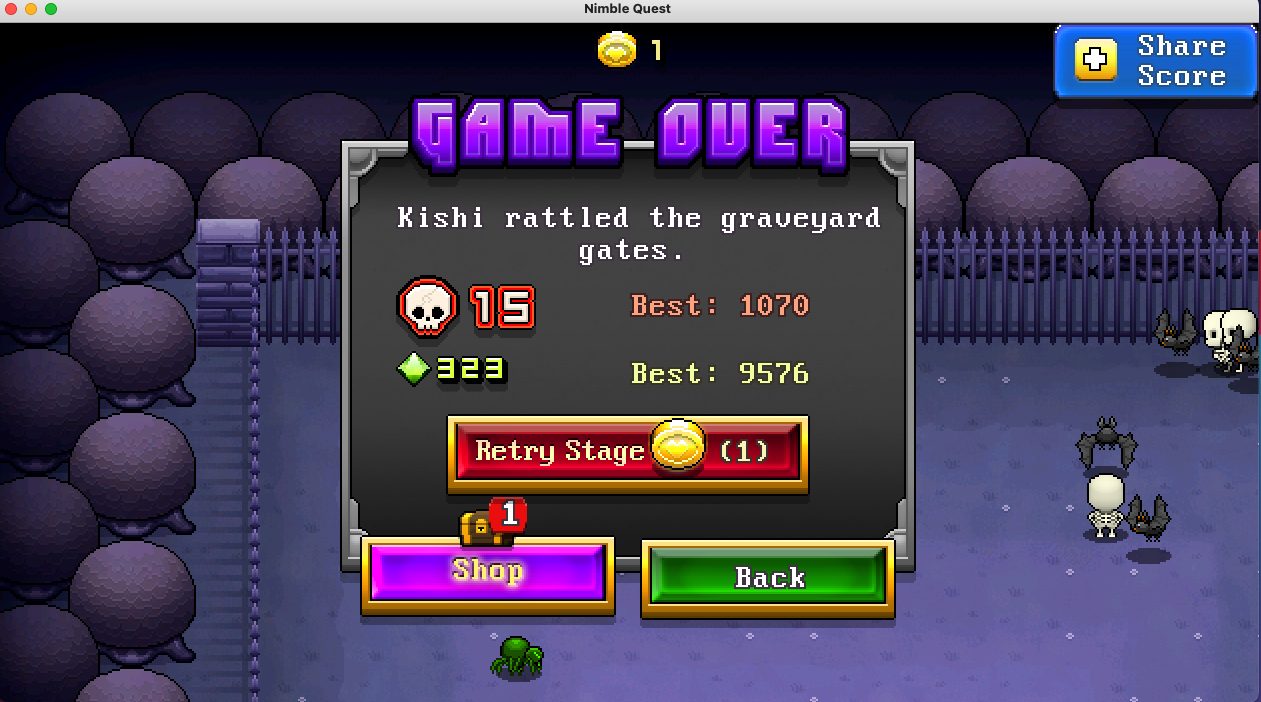 Nimble Quest
1
Share
Score
GAME OVER
Kishi rattled the graveyard
gates.
15
Best: 1070
323
Best: 9576
Retry Stage (1)
1
Shop
Back